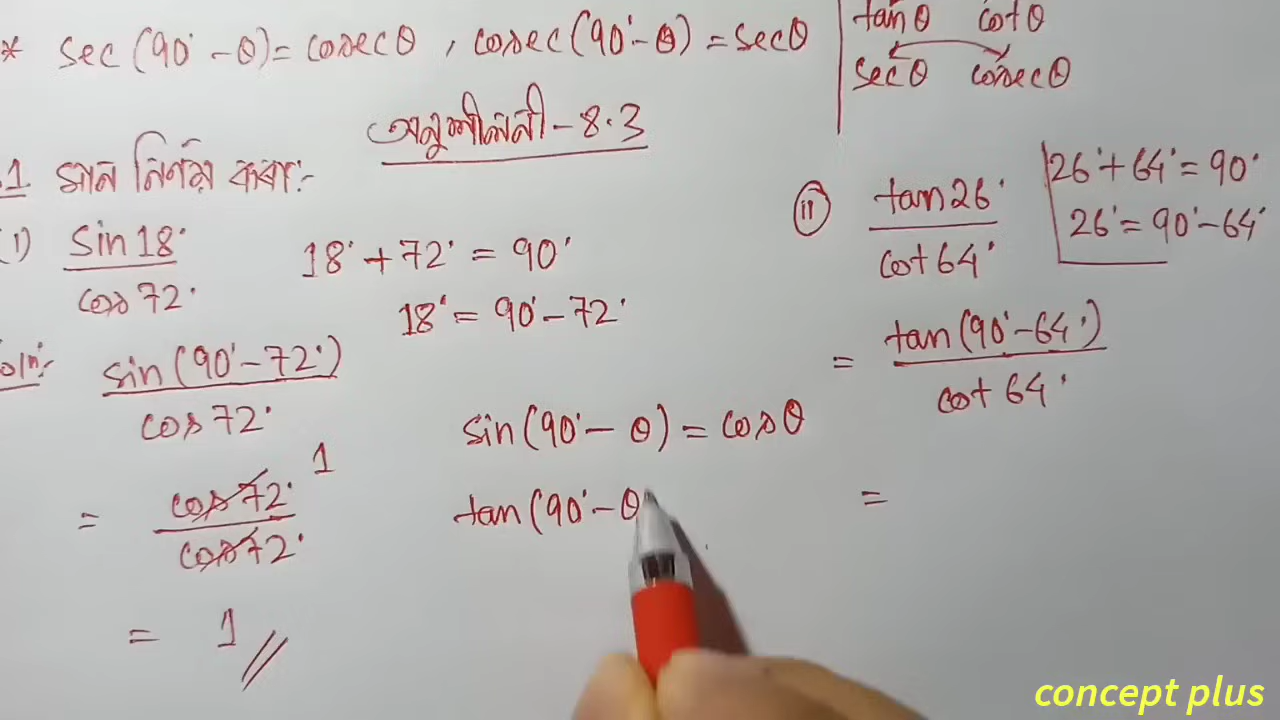 * sec(90°-θ)=cosecθ, cosec(90°-θ)=secθ
tanθ cotθ
secθ cosecθ
অনুশীলনী-8.3
.1 মান নিৰ্ণয় কৰা:-
(i) sin18°/cos72°
18°+72°=90°
18°=90°-72°
soln:- sin(90°-72°)/cos72°
= cos72°/cos72° 1
= 1//
sin(90°-θ)=cosθ
tan(90°-θ
(ii) tan26°/cot64°
26°+64°=90°
26°=90°-64°
= tan(90°-64°)/cot64°
=
concept plus